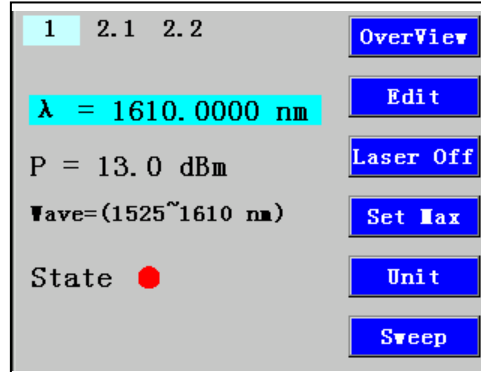 1 2.1 2.2
OverView
λ = 1610.0000 nm
Edit
P = 13.0 dBm
Laser Off
Wave=(1525~1610 nm)
Set Max
State
Unit
Sweep